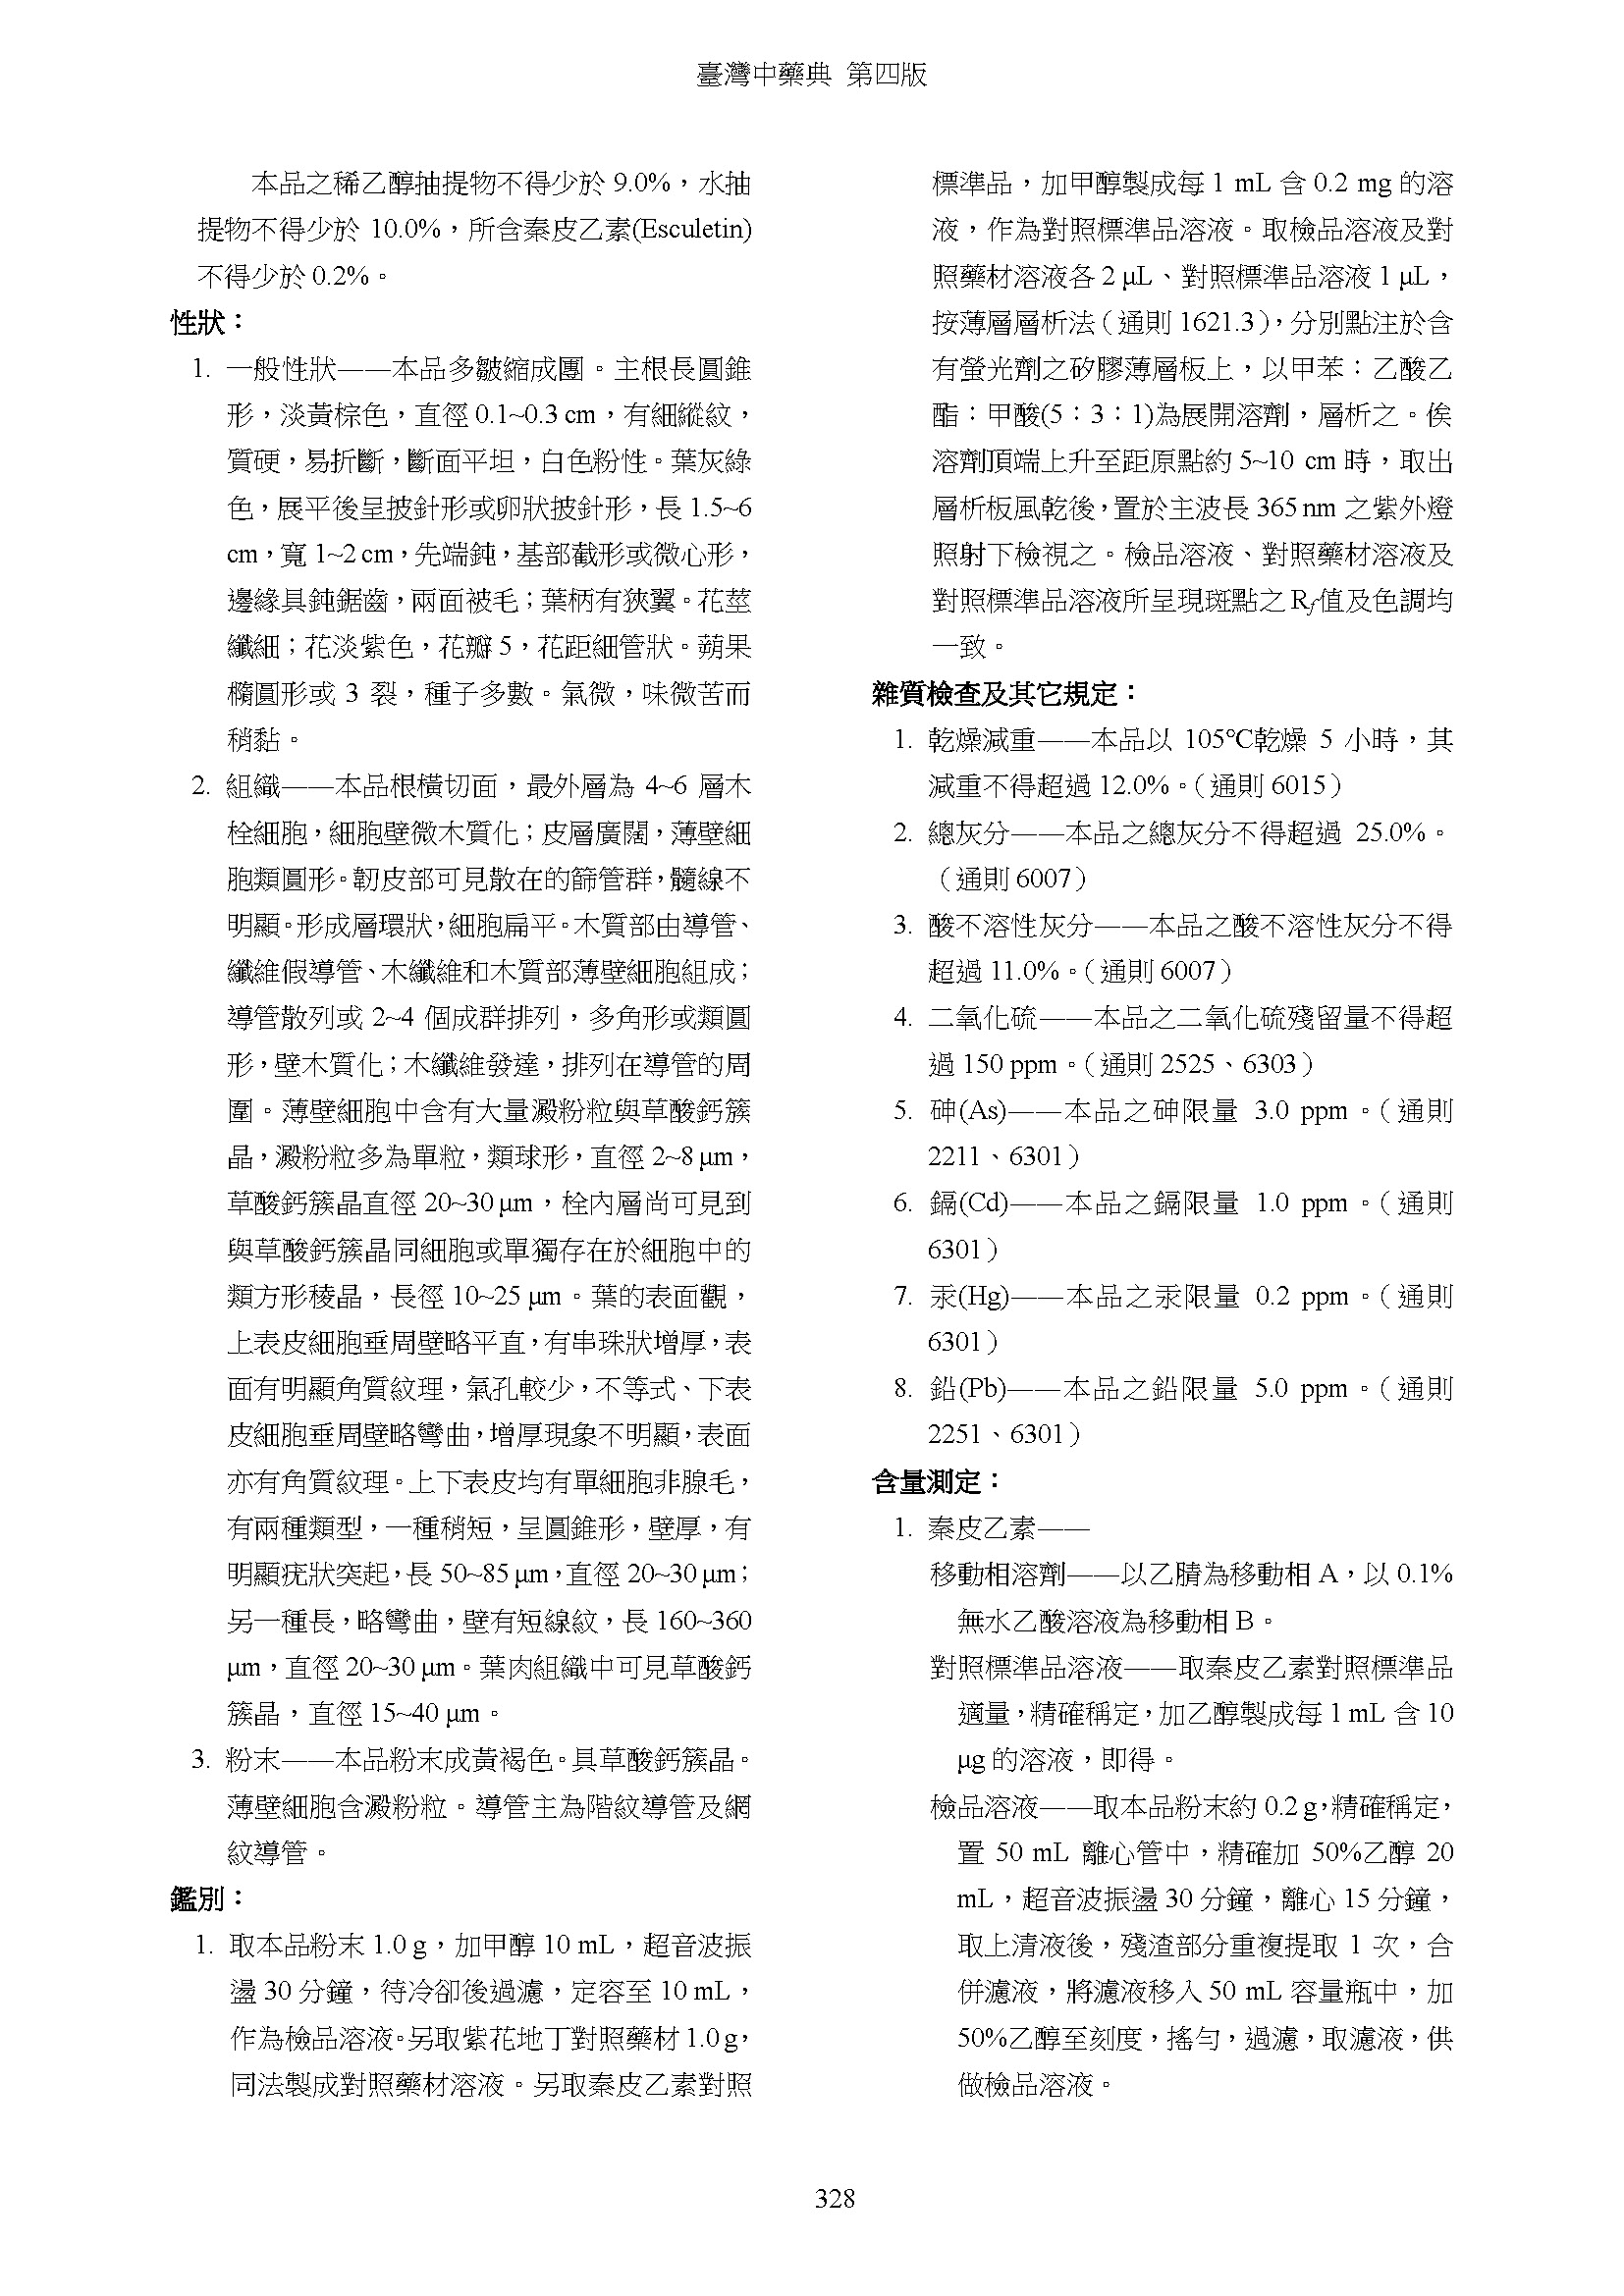 臺灣中藥典 第四版
本品之稀乙醇抽提物不得少於 9.0%，水抽
提物不得少於 10.0%，所含秦皮乙素(Esculetin)
不得少於 0.2%。
性狀：
1. 一般性狀——本品多皺縮成團。主根長圓錐
形，淡黃棕色，直徑 0.1~0.3 cm，有細縱紋，
質硬，易折斷，斷面平坦，白色粉性。葉灰綠
色，展平後呈披針形或卵狀披針形，長 1.5~6
cm，寬 1~2 cm，先端鈍，基部截形或微心形，
邊緣具鈍鋸齒，兩面被毛；葉柄有狹翼。花莖
纖細；花淡紫色，花瓣 5，花距細管狀。蒴果
橢圓形或 3 裂，種子多數。氣微，味微苦而
稍黏。
2. 組織——本品根橫切面，最外層為 4~6 層木
栓細胞，細胞壁微木質化；皮層廣闊，薄壁細
胞類圓形。韌皮部可見散在的篩管群，髓線不
明顯。形成層環狀，細胞扁平。木質部由導管、
纖維假導管、木纖維和木質部薄壁細胞組成；
導管散列或 2~4 個成群排列，多角形或類圓
形，壁木質化；木纖維發達，排列在導管的周
圍。薄壁細胞中含有大量澱粉粒與草酸鈣簇
晶，澱粉粒多為單粒，類球形，直徑 2~8 μm，
草酸鈣簇晶直徑 20~30 μm，栓內層尚可見到
與草酸鈣簇晶同細胞或單獨存在於細胞中的
類方形稜晶，長徑 10~25 μm。葉的表面觀，
上表皮細胞垂周壁略平直，有串珠狀增厚，表
面有明顯角質紋理，氣孔較少，不等式、下表
皮細胞垂周壁略彎曲，增厚現象不明顯，表面
亦有角質紋理。上下表皮均有單細胞非腺毛，
有兩種類型，一種稍短，呈圓錐形，壁厚，有
明顯疣狀突起，長 50~85 μm，直徑 20~30 μm；
另一種長，略彎曲，壁有短線紋，長 160~360
μm，直徑 20~30 μm。葉肉組織中可見草酸鈣
簇晶，直徑 15~40 μm。
3. 粉末——本品粉末成黃褐色。具草酸鈣簇晶。
薄壁細胞含澱粉粒。導管主為階紋導管及網
紋導管。
鑑別：
1. 取本品粉末 1.0 g，加甲醇 10 mL，超音波振
盪 30 分鐘，待冷卻後過濾，定容至 10 mL，
作為檢品溶液。另取紫花地丁對照藥材 1.0 g，
同法製成對照藥材溶液。另取秦皮乙素對照
標準品，加甲醇製成每 1 mL 含 0.2 mg 的溶
液，作為對照標準品溶液。取檢品溶液及對
照藥材溶液各 2 μL、對照標準品溶液 1 μL，
按薄層層析法（通則 1621.3），分別點注於含
有螢光劑之矽膠薄層板上，以甲苯：乙酸乙
酯：甲酸(5：3：1)為展開溶劑，層析之。俟
溶劑頂端上升至距原點約 5~10 cm 時，取出
層析板風乾後，置於主波長 365 nm 之紫外燈
照射下檢視之。檢品溶液、對照藥材溶液及
對照標準品溶液所呈現斑點之 Rf值及色調均
一致。
雜質檢查及其它規定：
1. 乾燥減重——本品以 105℃乾燥 5 小時，其
減重不得超過 12.0%。（通則 6015）
2. 總灰分——本品之總灰分不得超過 25.0%。
（通則 6007）
3. 酸不溶性灰分——本品之酸不溶性灰分不得
超過 11.0%。（通則 6007）
4. 二氧化硫——本品之二氧化硫殘留量不得超
過 150 ppm。（通則 2525、6303）
5. 砷(As)——本品之砷限量 3.0 ppm。（通則
2211、6301）
6. 鎘(Cd)——本品之鎘限量 1.0 ppm。（通則
6301）
7. 汞(Hg)——本品之汞限量 0.2 ppm。（通則
6301）
8. 鉛(Pb)——本品之鉛限量 5.0 ppm。（通則
2251、6301）
含量測定：
1. 秦皮乙素——
移動相溶劑——以乙腈為移動相 A，以 0.1%
無水乙酸溶液為移動相 B。
對照標準品溶液——取秦皮乙素對照標準品
適量，精確稱定，加乙醇製成每 1 mL 含 10
μg 的溶液，即得。
檢品溶液——取本品粉末約 0.2 g，精確稱定，
置 50 mL 離心管中，精確加 50%乙醇 20
mL，超音波振盪 30 分鐘，離心 15 分鐘，
取上清液後，殘渣部分重複提取 1 次，合
併濾液，將濾液移入 50 mL 容量瓶中，加
50%乙醇至刻度，搖勻，過濾，取濾液，供
做檢品溶液。
328